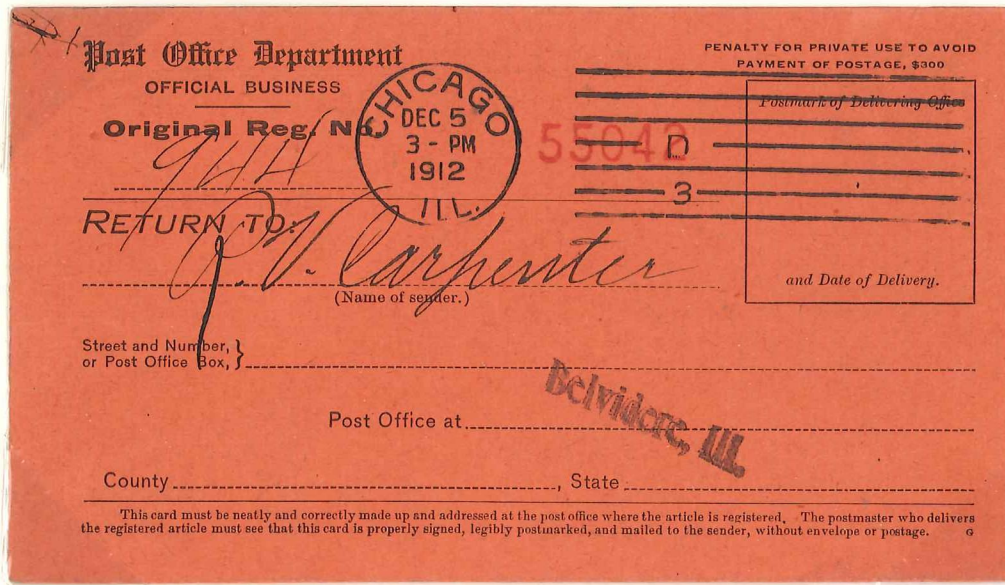 Post Office Department
OFFICIAL BUSINESS
PENALTY FOR PRIVATE USE TO AVOID
PAYMENT OF POSTAGE, $300
Original Reg. No.
944
CHICAGO
DEC 5
3 - PM
1912
ILL.
55042
D
3
Postmark of Delivering Office
and Date of Delivery.
RETURN TO:
P. V. Carpenter
(Name of sender.)
Street and Number,
or Post Office Box,
Belvidere, Ill.
Post Office at
County, State
This card must be neatly and correctly made up and addressed at the post office where the article is registered. The postmaster who delivers
the registered article must see that this card is properly signed, legibly postmarked, and mailed to the sender, without envelope or postage. G